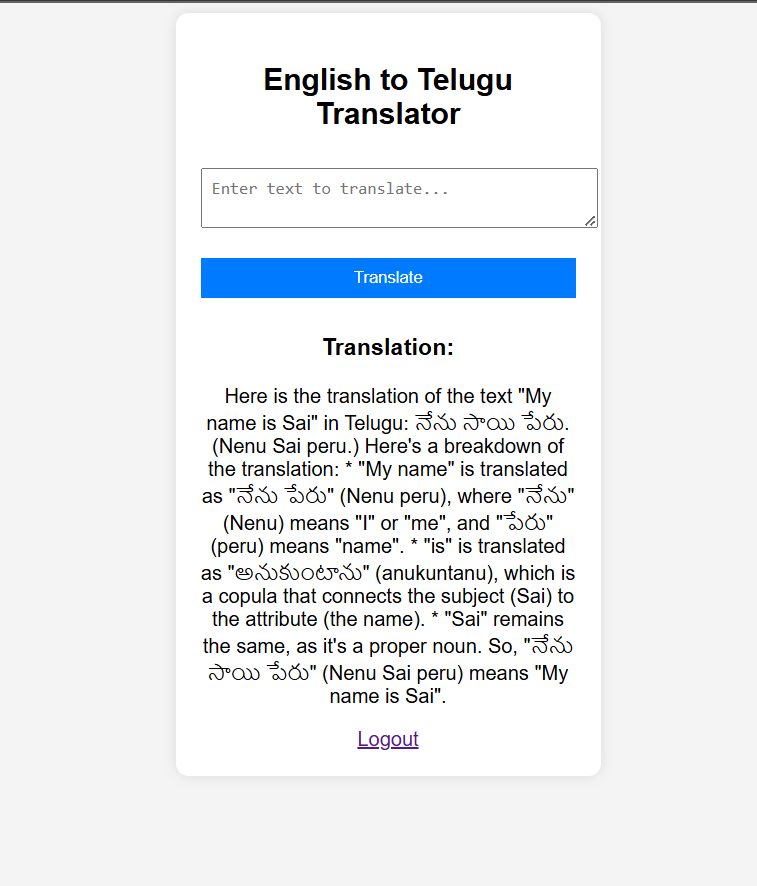 English to Telugu
Translator
Enter text to translate...
Translate
Translation:
Here is the translation of the text "My
name is Sai" in Telugu: నేను సాయి పేరు.
(Nenu Sai peru.) Here's a breakdown of
the translation: * "My name" is translated
as "నేను పేరు" (Nenu peru), where "నేను"
(Nenu) means "I" or "me", and "పేరు"
(peru) means "name". * "is" is translated
as "అనుకుంటాను" (anukuntanu), which is
a copula that connects the subject (Sai) to
the attribute (the name). * "Sai" remains
the same, as it's a proper noun. So, "నేను
సాయి పేరు" (Nenu Sai peru) means "My
name is Sai".
Logout